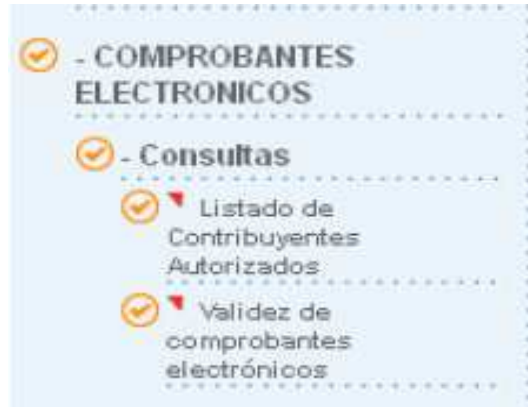 - COMPROBANTES
ELECTRONICOS
- Consultas
Listado de
Contribuyentes
Autorizados
Validez de
comprobantes
electrónicos